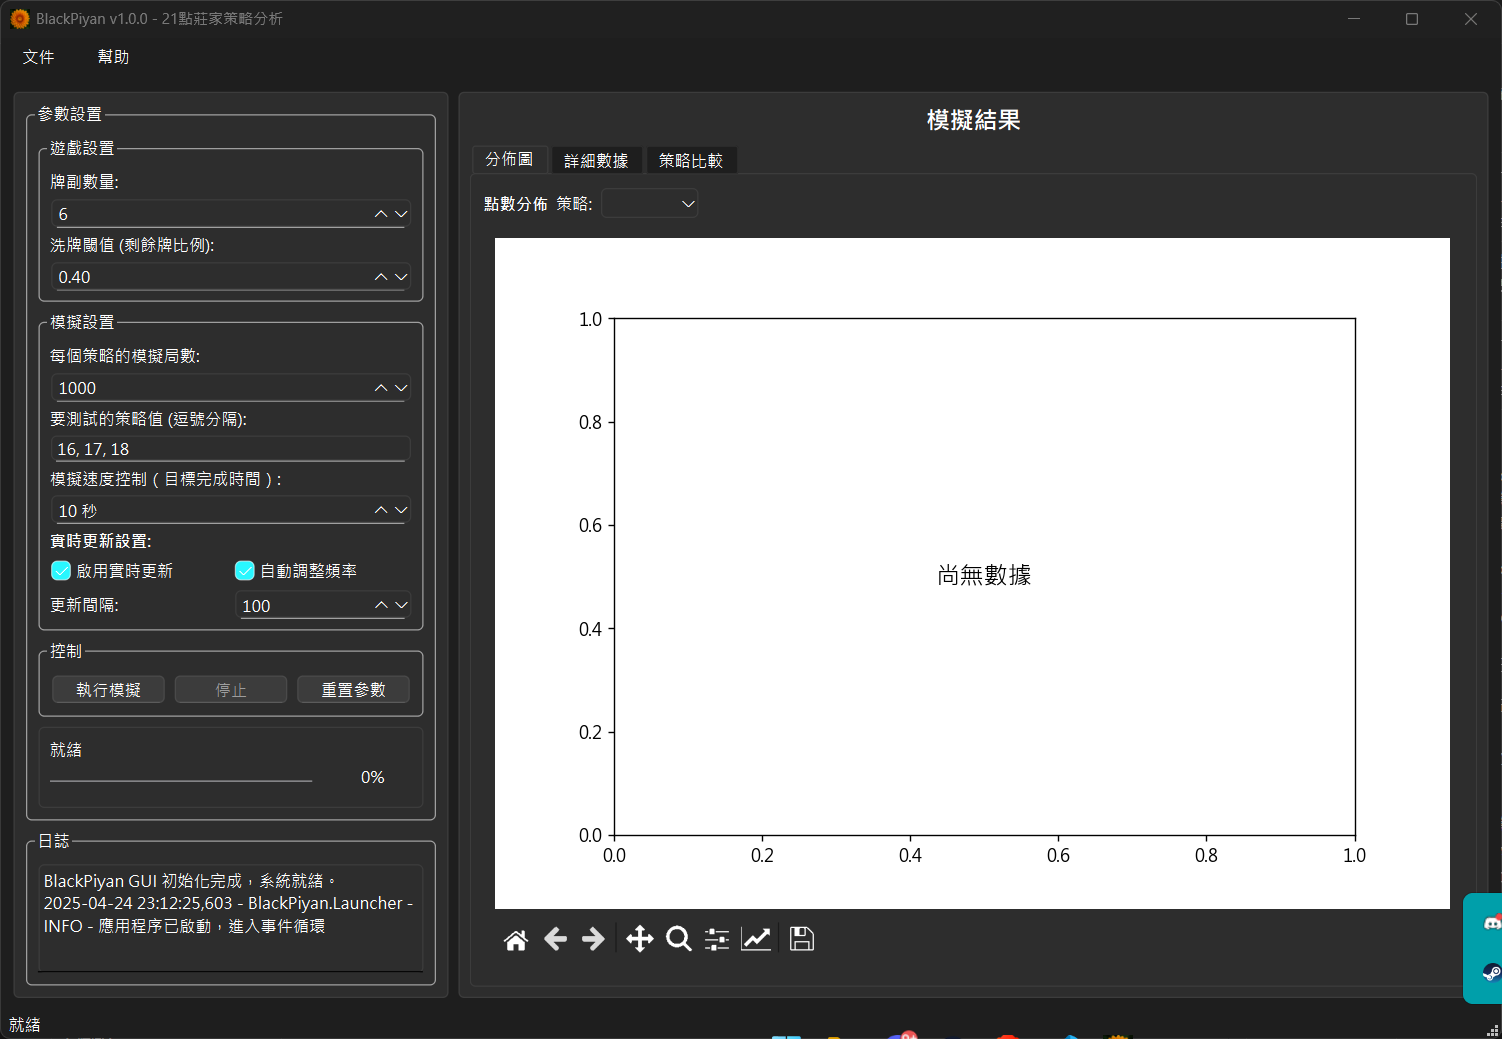 BlackPiyan v1.0.0 - 21點莊家策略分析
文件 幫助
參數設置
遊戲設置
牌副數量:
6
洗牌閾值 (剩餘牌比例):
0.40
模擬設置
每個策略的模擬局數:
1000
要測試的策略值 (逗號分隔):
16, 17, 18
模擬速度控制 ( 目標完成時間 ) :
10 秒
實時更新設置:
啟用實時更新 自動調整頻率
更新間隔: 100
控制
執行模擬 停止 重置參數
就緒
0%
日誌
BlackPiyan GUI 初始化完成，系統就緒。
2025-04-24 23:12:25,603 - BlackPiyan.Launcher -
INFO - 應用程序已啟動，進入事件循環
模擬結果
分佈圖 詳細數據 策略比較
點數分佈 策略:
1.0
0.8
0.6
尚無數據
0.4
0.2
0.0
0.0 0.2 0.4 0.6 0.8 1.0
就緒